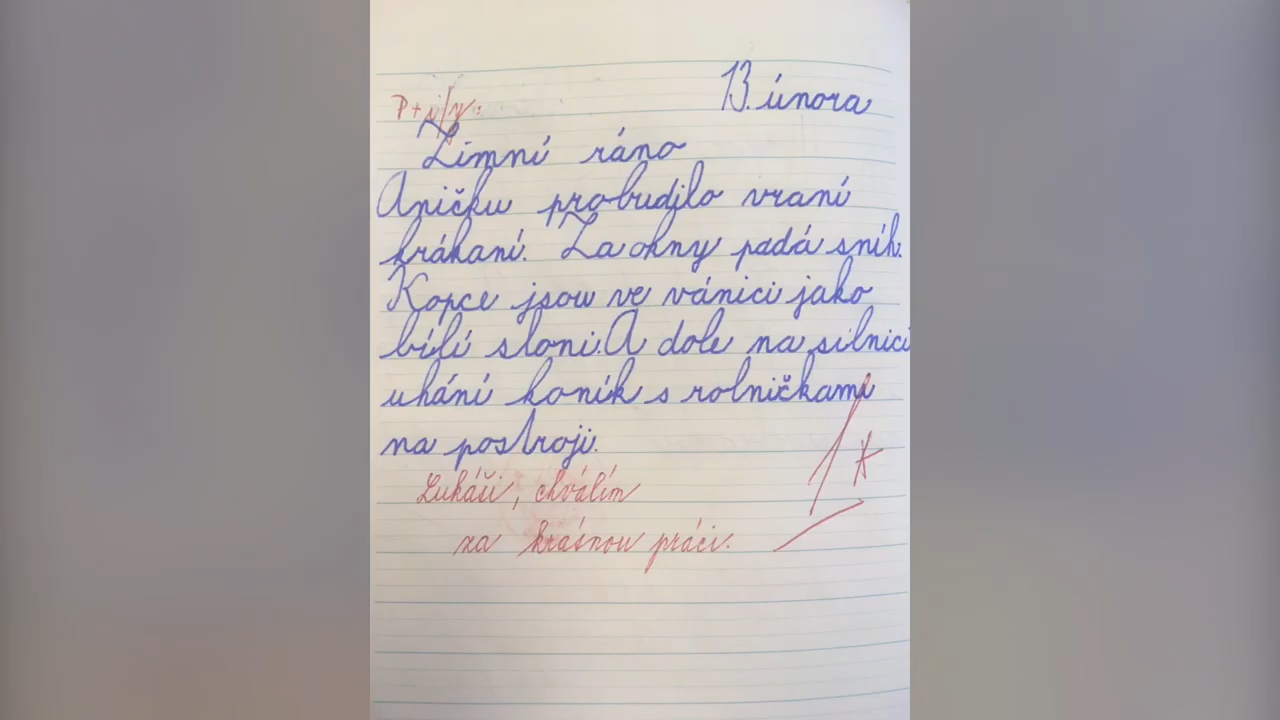 13. února
P + i/y:
Zimní ráno
Aničku probudilo vraní
krákaní. Za okny padá sníh.
Kopce jsou ve vánici jako
bílí sloni. A dole na silnici
uhání koník s rolničkami
na postroji.
1*
Lukáši, chválím
za krásnou práci.